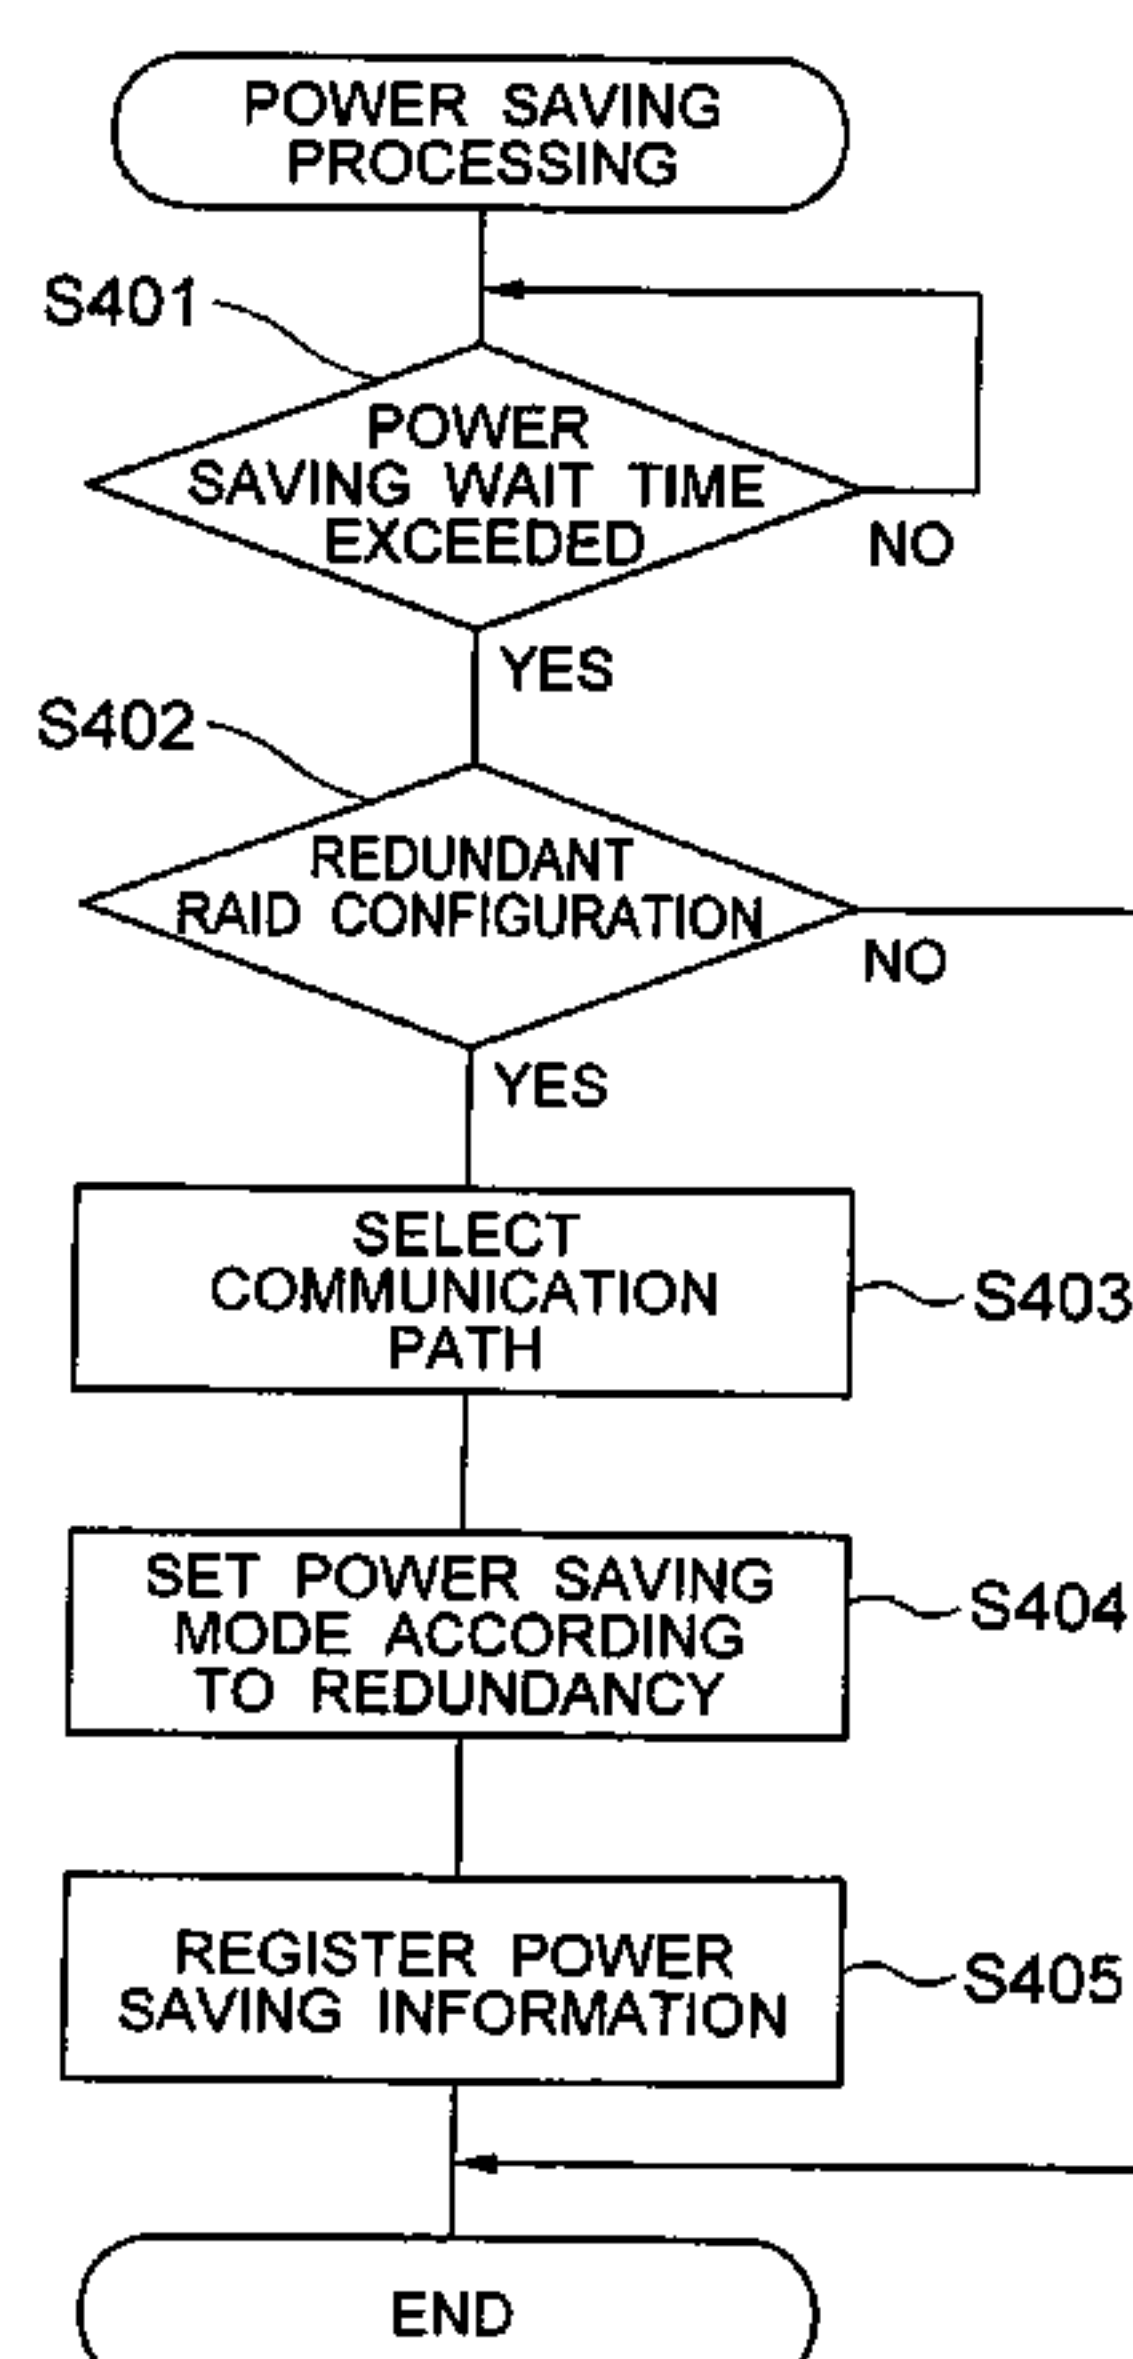 POWER SAVING
PROCESSING
S401
POWER
SAVING WAIT TIME
EXCEEDED
NO
YES
S402
REDUNDANT
RAID CONFIGURATION
NO
YES
SELECT
COMMUNICATION
PATH
S403
SET POWER SAVING
MODE ACCORDING
TO REDUNDANCY
S404
REGISTER POWER
SAVING INFORMATION
S405
END